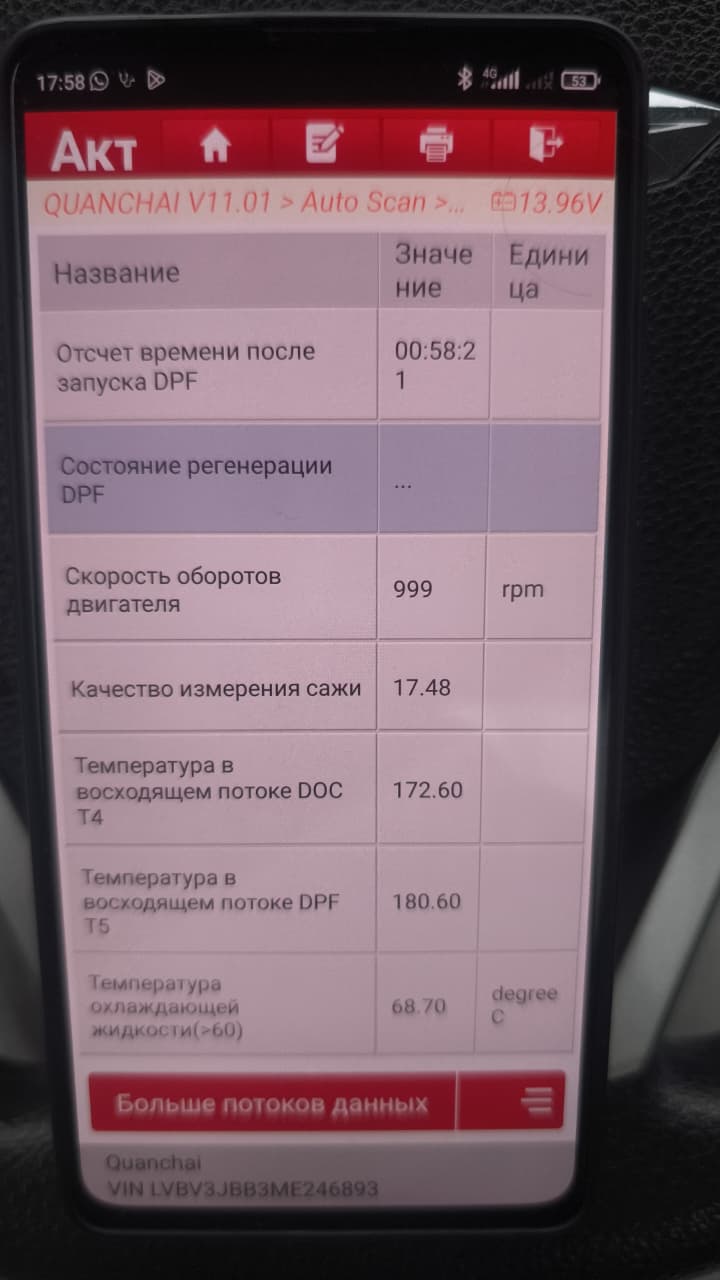 17:58
4G
53
Акт
QUANCHAI V11.01 > Auto Scan >... 13.96V
Название
Значе
ние
Едини
ца
Отсчет времени после
запуска DPF
00:58:2
1
Состояние регенерации
DPF
...
Скорость оборотов
двигателя
999
rpm
Качество измерения сажи
17.48
Температура в
восходящем потоке DOC
T4
172.60
Температура в
восходящем потоке DPF
T5
180.60
Температура
охлаждающей
жидкости(>60)
68.70
degree
C
Больше потоков данных
Quanchai
VIN LVBV3JBB3ME246893